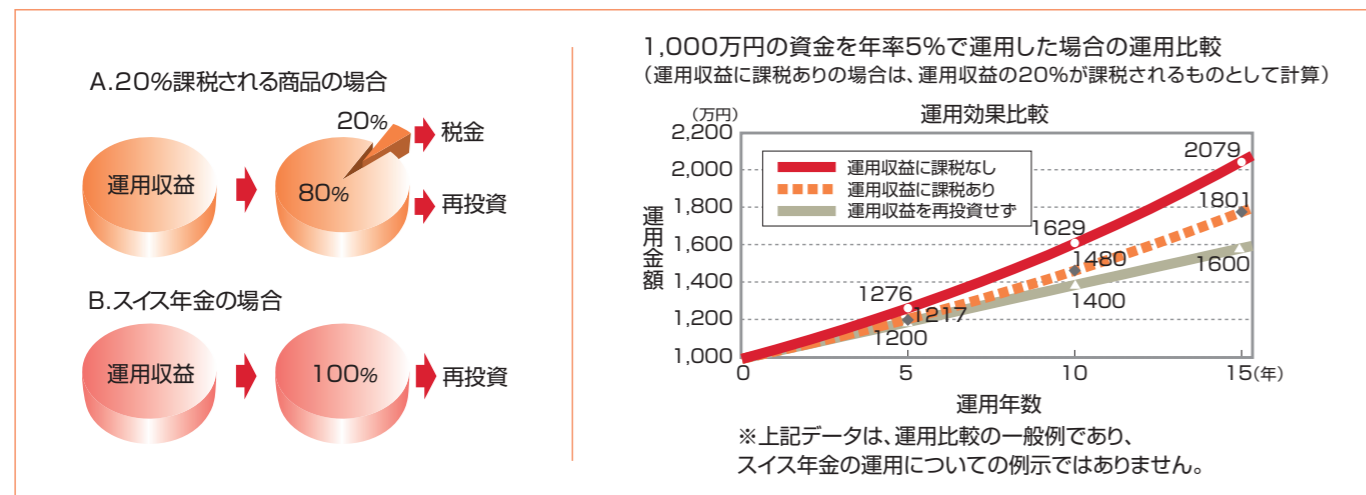 A.20%課税される商品の場合
運用収益
20%
80%
税金
再投資
B.スイス年金の場合
運用収益
100%
再投資
1,000万円の資金を年率5%で運用した場合の運用比較
（運用収益に課税ありの場合は、運用収益の20%が課税されるものとして計算）
運用効果比較
（万円）
2,200
2,000
1,800
1,600
1,400
1,200
1,000
運用金額
運用収益に課税なし
運用収益に課税あり
運用収益を再投資せず
2079
1801
1629
1480
1600
1400
1276
1217
1200
0
5
10
15（年）
運用年数
※上記データは、運用比較の一般例であり、
スイス年金の運用についての例示ではありません。